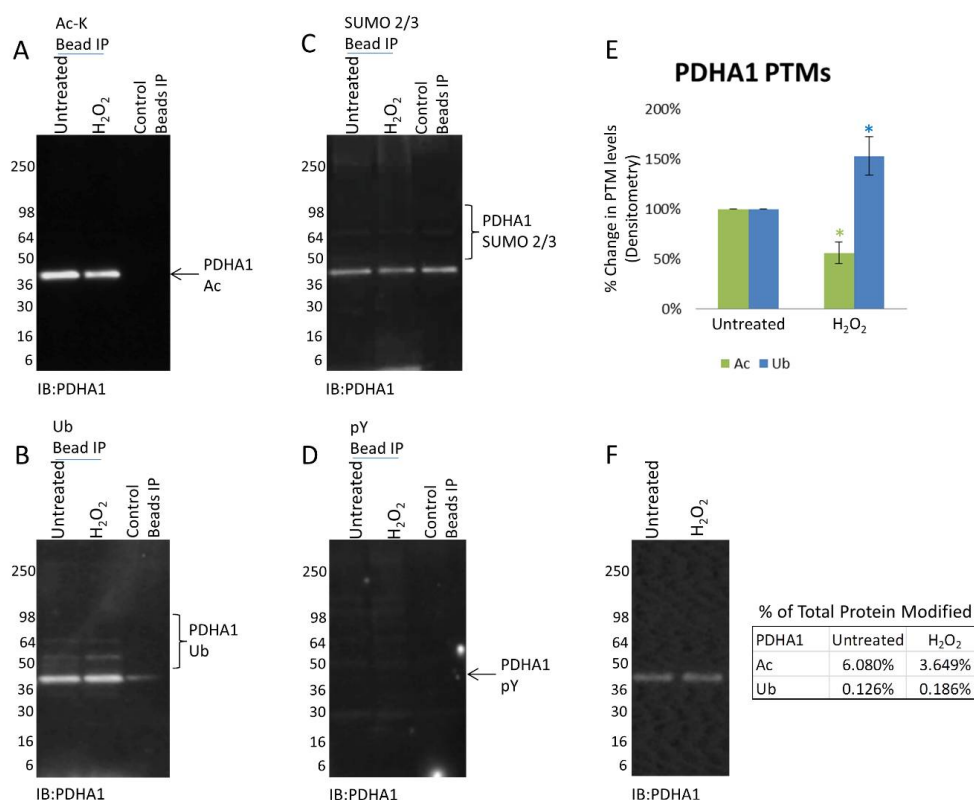 A
Ac-K
Bead IP
Untreated
H₂O₂
Control
Beads IP
250
98
64
50
36
30
16
6
PDHA1
Ac
IB:PDHA1
C
SUMO 2/3
Bead IP
Untreated
H₂O₂
Control
Beads IP
250
98
64
50
36
30
16
6
PDHA1
SUMO 2/3
IB:PDHA1
E
PDHA1 PTMs
% Change in PTM levels
(Densitometry)
200%
150%
100%
50%
0%
*
*
Untreated
H₂O₂
Ac
Ub
B
Ub
Bead IP
Untreated
H₂O₂
Control
Beads IP
250
98
64
50
36
30
16
6
PDHA1
Ub
IB:PDHA1
D
pY
Bead IP
Untreated
H₂O₂
Control
Beads IP
250
98
64
50
36
30
16
6
PDHA1
pY
IB:PDHA1
F
Untreated
H₂O₂
250
98
64
50
36
30
16
6
IB:PDHA1
% of Total Protein Modified
PDHA1 Untreated H₂O₂
Ac 6.080% 3.649%
Ub 0.126% 0.186%